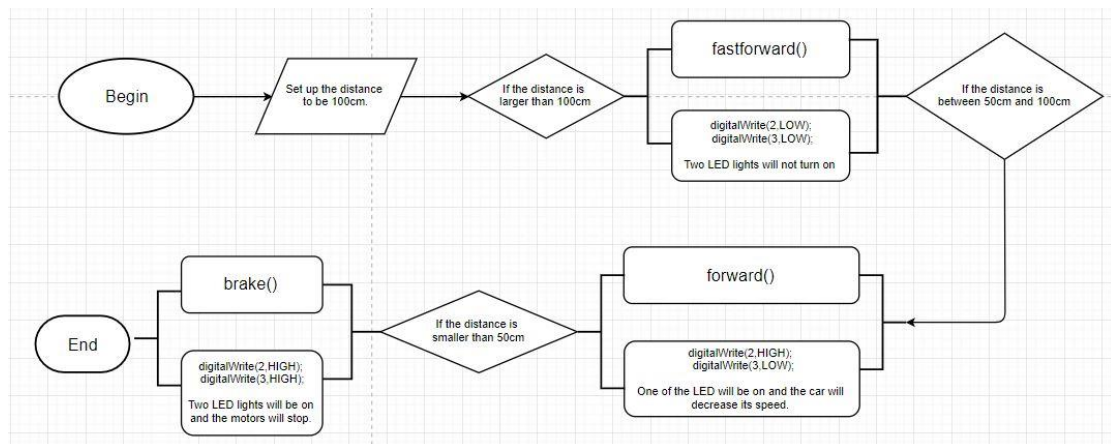 Begin
Set up the distance
to be 100cm.
If the distance is
larger than 100cm
fastforward()
digitalWrite(2,LOW);
digitalWrite(3,LOW);
Two LED lights will not turn on
If the distance is
between 50cm and 100cm
forward()
digitalWrite(2,HIGH);
digitalWrite(3,LOW);
One of the LED will be on and the car will
decrease its speed.
If the distance is
smaller than 50cm
brake()
digitalWrite(2,HIGH);
digitalWrite(3,HIGH);
Two LED lights will be on
and the motors will stop.
End